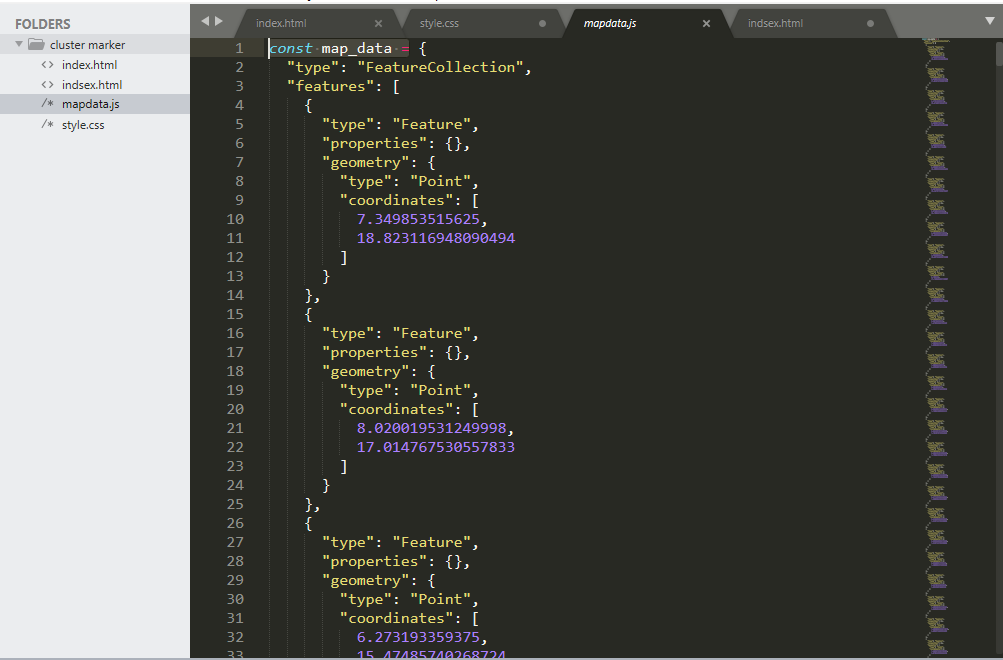 FOLDERS
cluster marker
<> index.html
<> indsex.html
/* mapdata.js
/* style.css
index.html
style.css
mapdata.js
indsex.html
1 const map_data = {
2 "type": "FeatureCollection",
3 "features": [
4 {
5 "type": "Feature",
6 "properties": {},
7 "geometry": {
8 "type": "Point",
9 "coordinates": [
10 7.349853515625,
11 18.823116948090494
12 ]
13 }
14 },
15 {
16 "type": "Feature",
17 "properties": {},
18 "geometry": {
19 "type": "Point",
20 "coordinates": [
21 8.020019531249998,
22 17.014767530557833
23 ]
24 }
25 },
26 {
27 "type": "Feature",
28 "properties": {},
29 "geometry": {
30 "type": "Point",
31 "coordinates": [
32 6.273193359375,
33 15.47485740268724